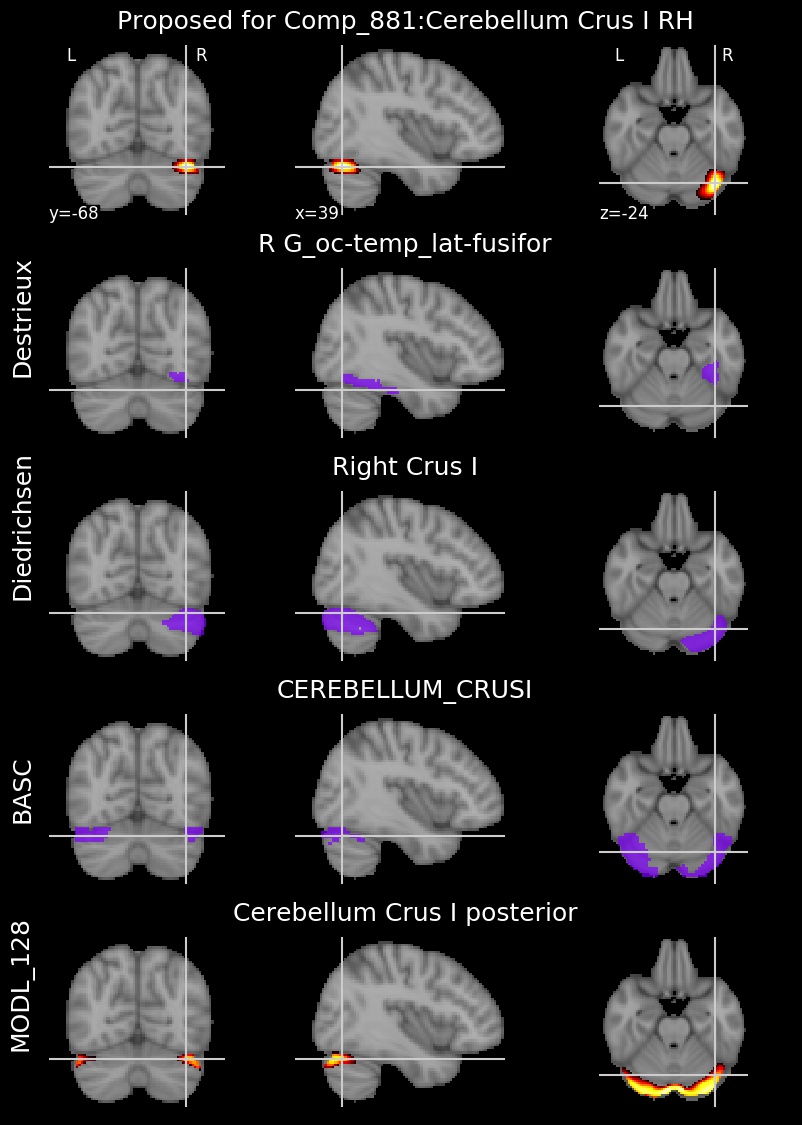 Proposed for Comp_881:Cerebellum Crus I RH
L R L R
y=-68 x=39 z=-24
R G_oc-temp_lat-fusifor
Destrieux
Right Crus I
Diedrichsen
CEREBELLUM_CRUSI
BASC
Cerebellum Crus I posterior
MODL_128